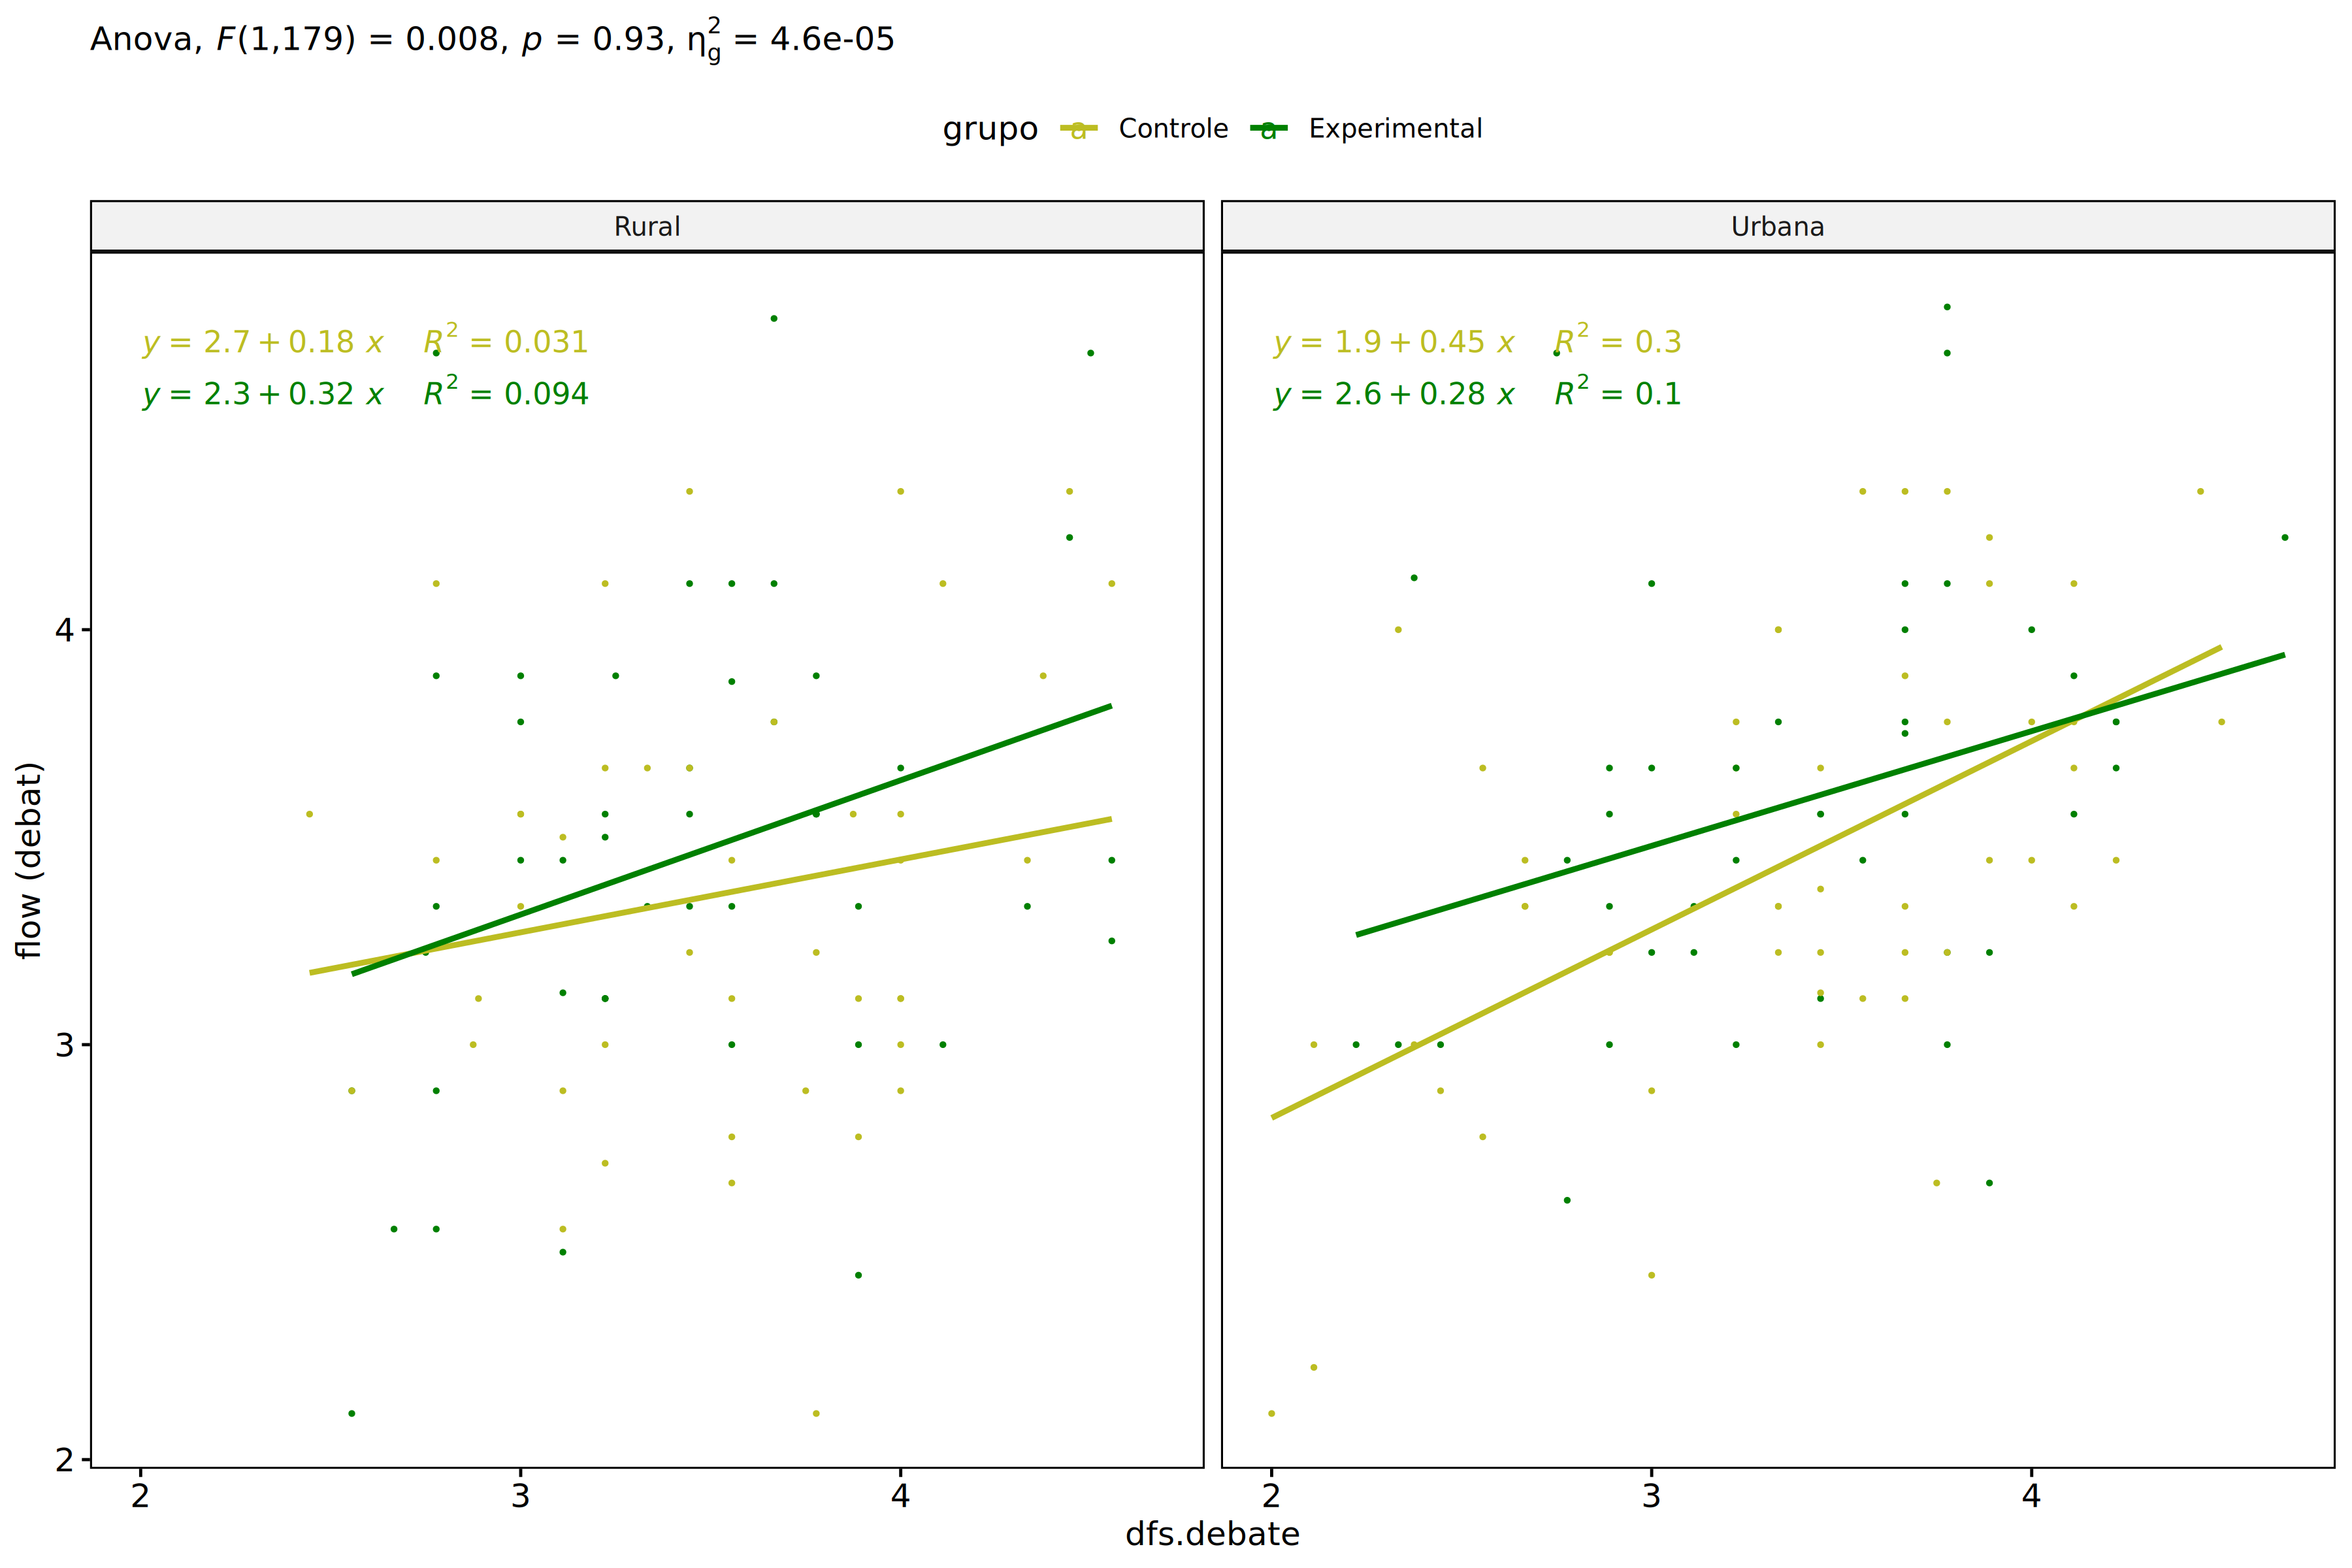 Anova, F(1,179) = 0.008, p = 0.93, η²g = 4.6e-05
grupo a Controle a Experimental
Rural
Urbana
y = 2.7 + 0.18 x R² = 0.031
y = 2.3 + 0.32 x R² = 0.094
y = 1.9 + 0.45 x R² = 0.3
y = 2.6 + 0.28 x R² = 0.1
flow (debat)
4
3
2
2 3 4
2 3 4
dfs.debate